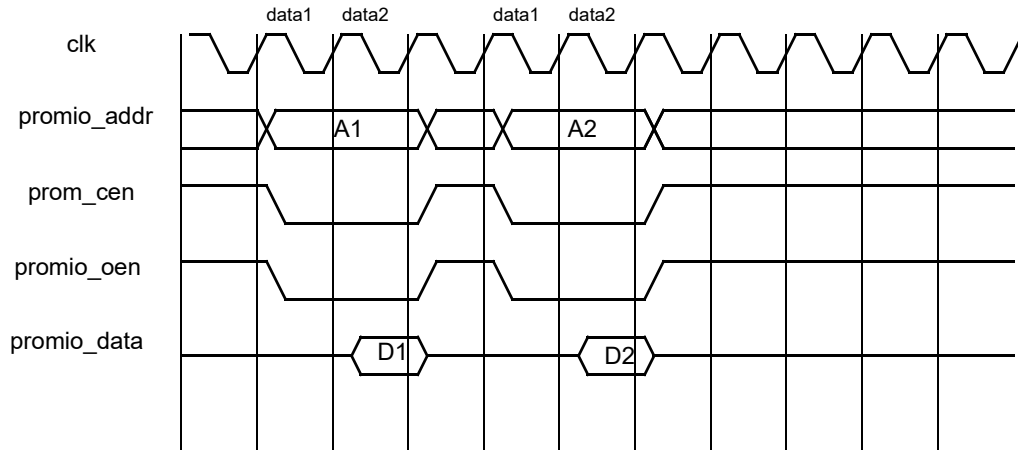 data1 data2 data1 data2
clk
promio_addr A1 A2
prom_cen
promio_oen
promio_data D1 D2